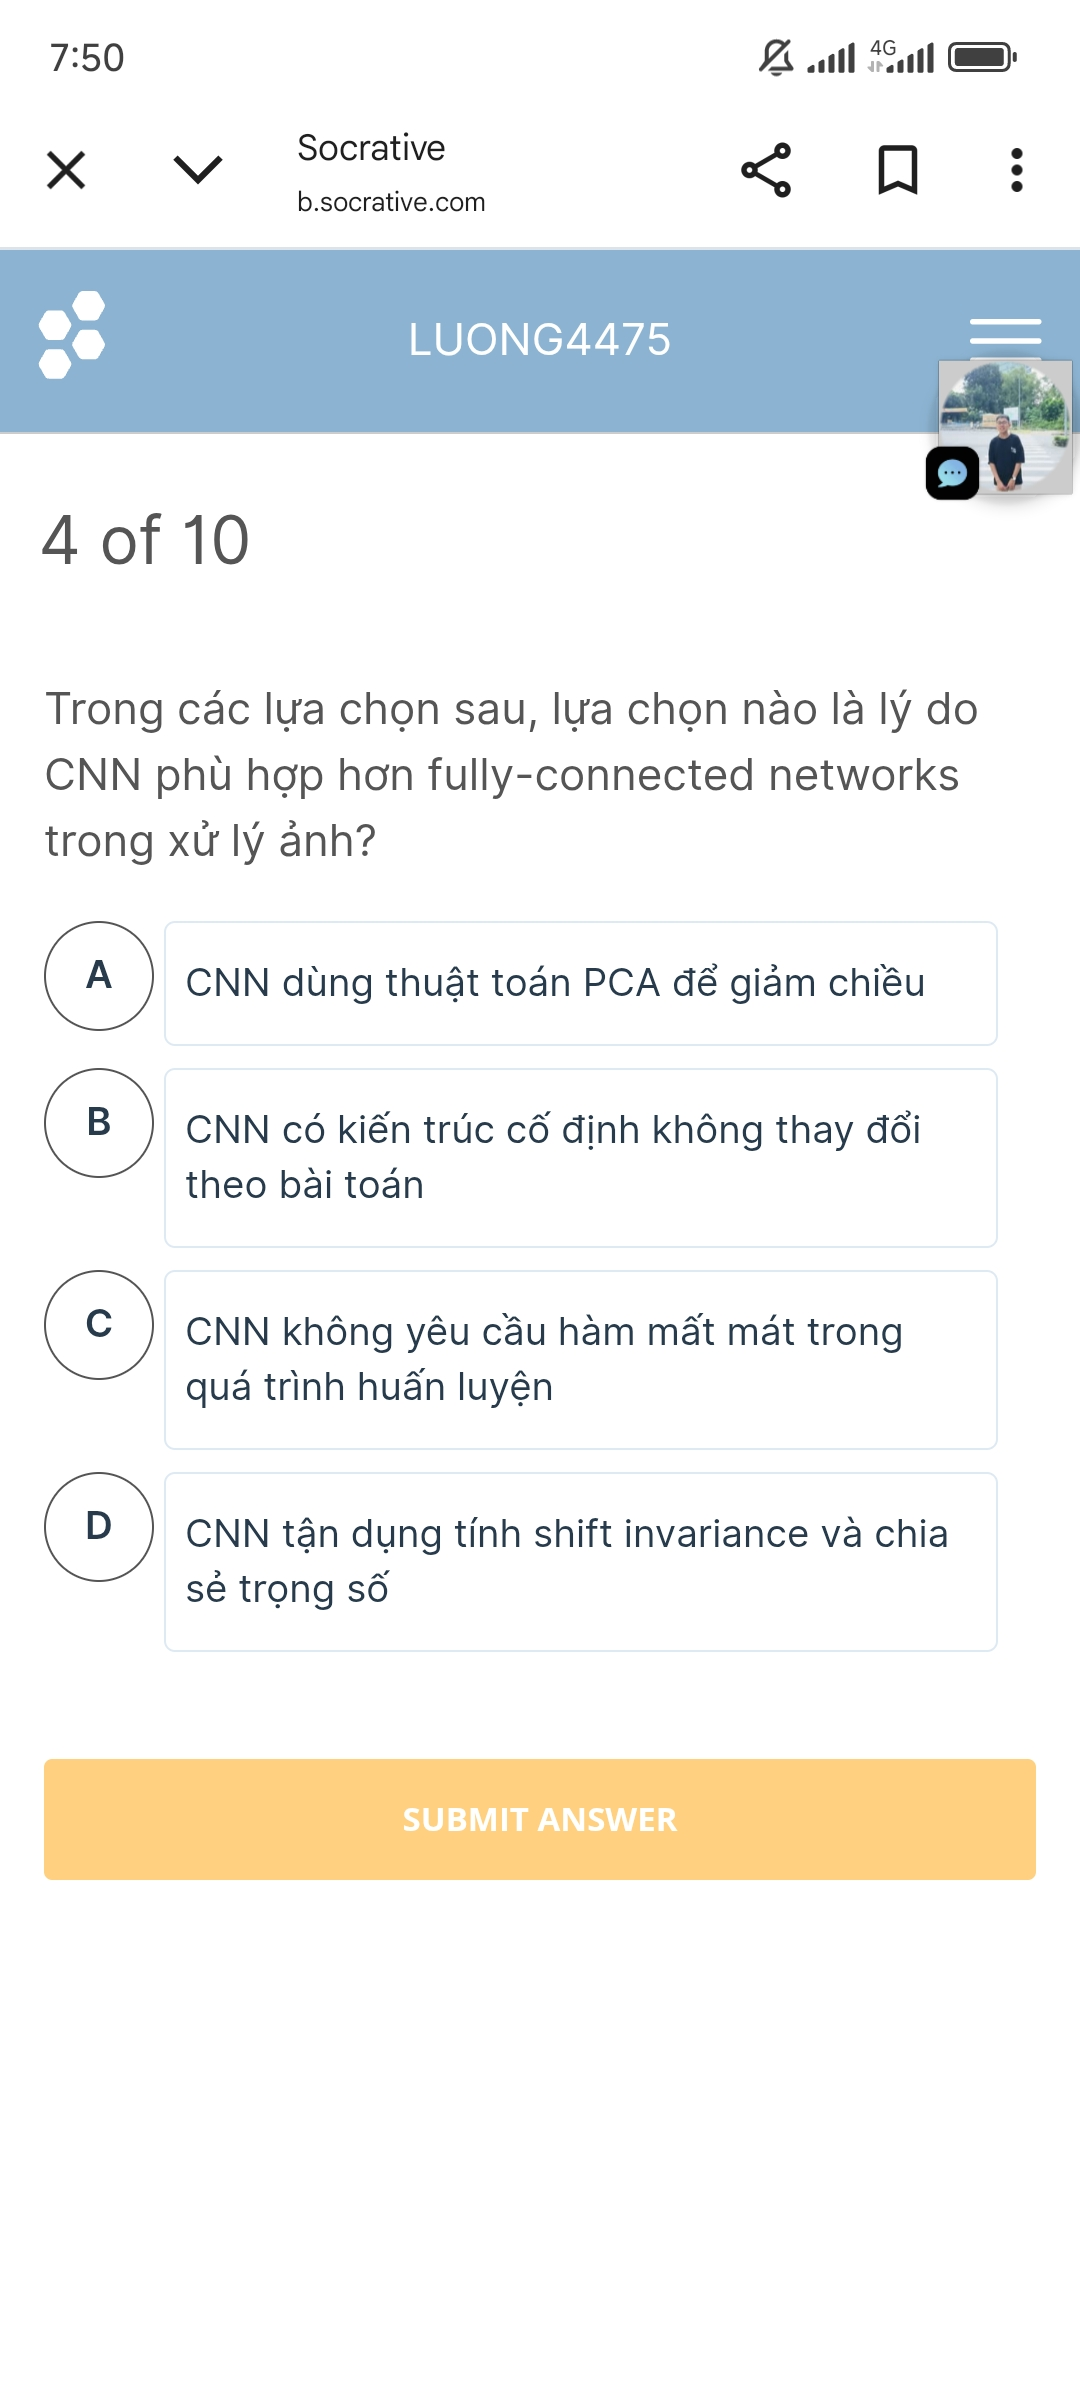 7:50
4G
Socrative
b.socrative.com
LUONG4475
4 of 10
Trong các lựa chọn sau, lựa chọn nào là lý do
CNN phù hợp hơn fully-connected networks
trong xử lý ảnh?
A
CNN dùng thuật toán PCA để giảm chiều
B
CNN có kiến trúc cố định không thay đổi
theo bài toán
C
CNN không yêu cầu hàm mất mát trong
quá trình huấn luyện
D
CNN tận dụng tính shift invariance và chia
sẻ trọng số
SUBMIT ANSWER